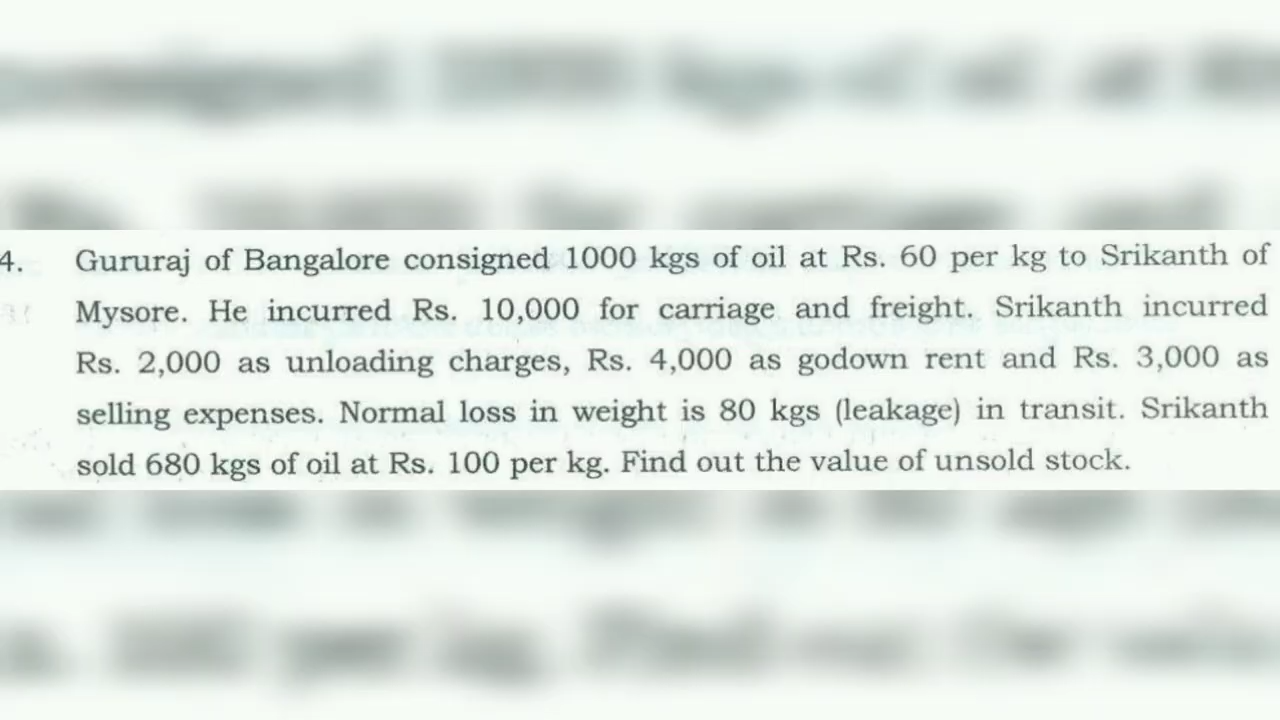 4. Gururaj of Bangalore consigned 1000 kgs of oil at Rs. 60 per kg to Srikanth of
Mysore. He incurred Rs. 10,000 for carriage and freight. Srikanth incurred
Rs. 2,000 as unloading charges, Rs. 4,000 as godown rent and Rs. 3,000 as
selling expenses. Normal loss in weight is 80 kgs (leakage) in transit. Srikanth
sold 680 kgs of oil at Rs. 100 per kg. Find out the value of unsold stock.